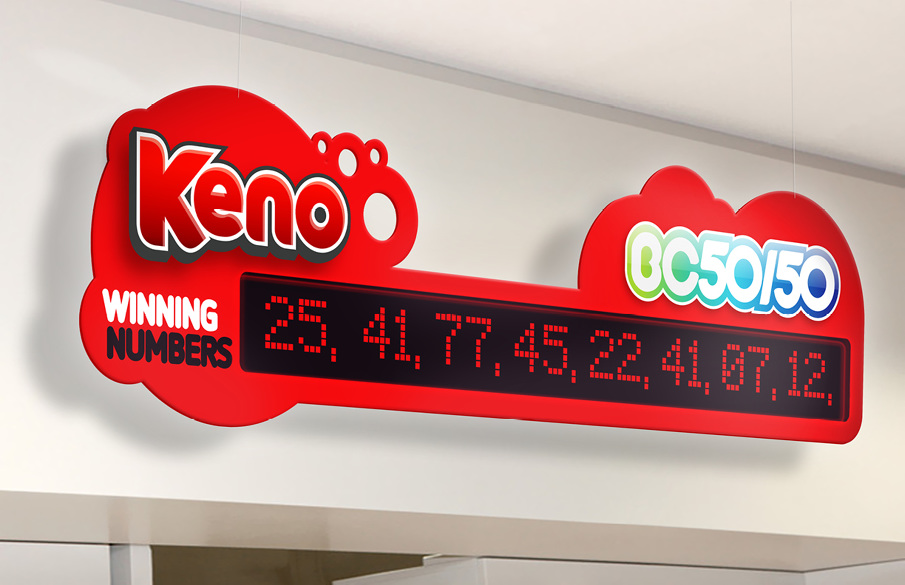 Keno
BC50/50
WINNING
NUMBERS
25, 41, 77, 45, 22, 41, 07, 12,